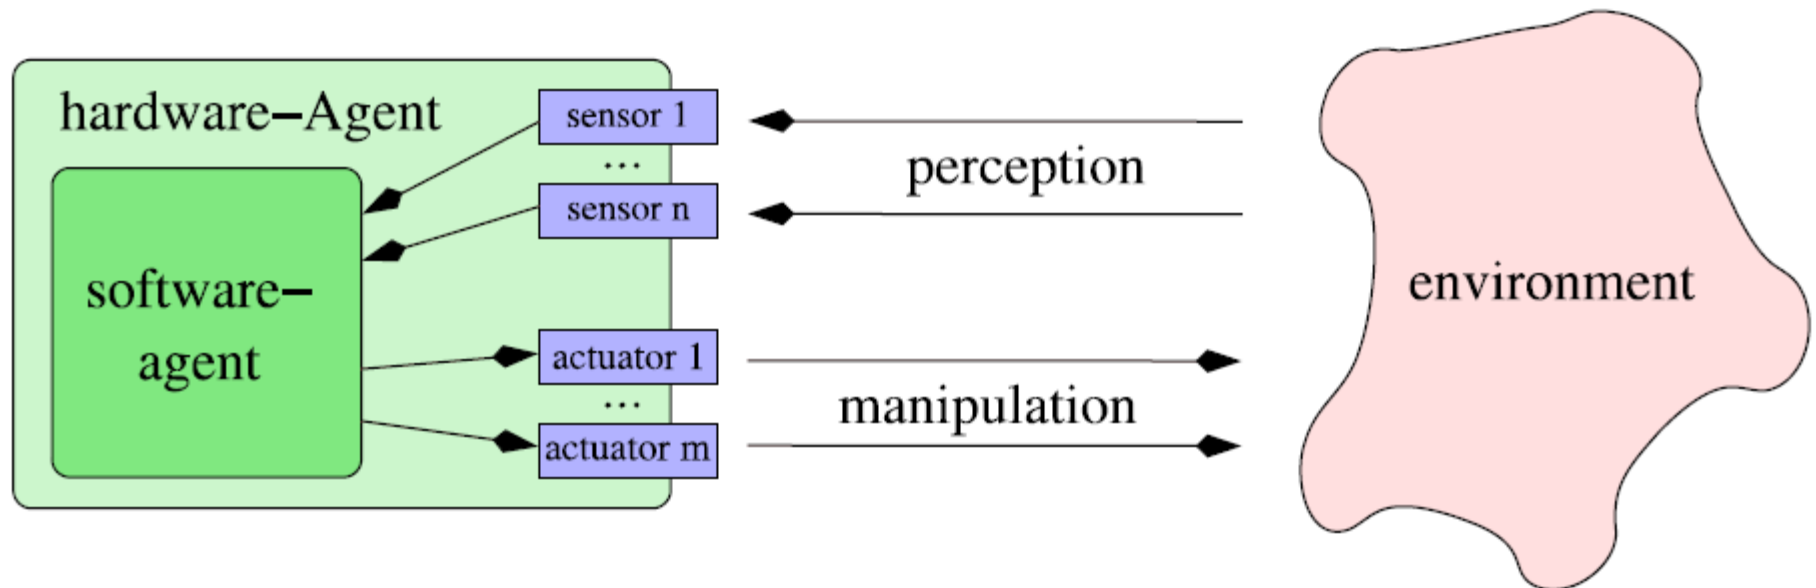 hardware–Agent
sensor 1
...
sensor n
software–
agent
actuator 1
...
actuator m
perception
manipulation
environment